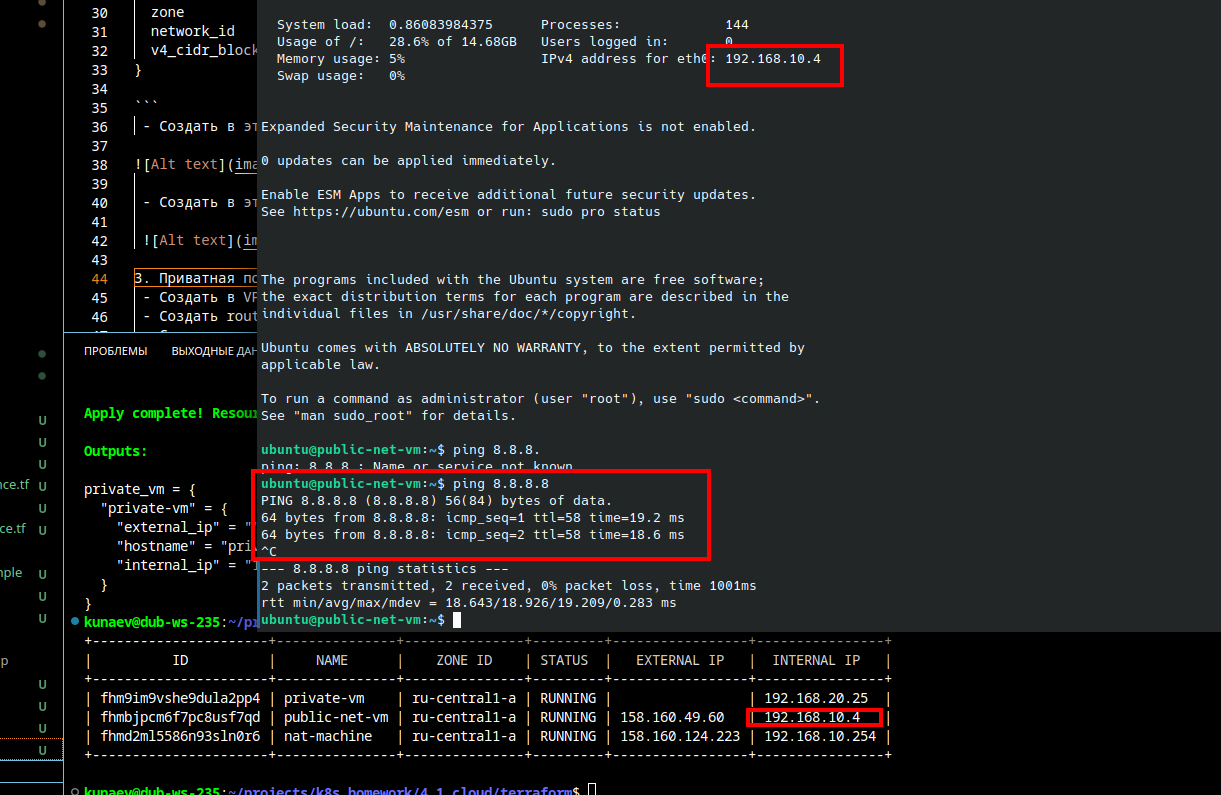 30 zone
31 network_id
32 v4_cidr_block
33 }
34
35 ```
36 - Создать в эт
37
38 ![Alt text](ima
39
40 - Создать в эт
41
42 ![Alt text](im
43
44 3. Приватная по
45 - Создать в VP
46 - Создать rout
System load: 0.86083984375 Processes: 144
Usage of /: 28.6% of 14.68GB Users logged in: 0
Memory usage: 5% IPv4 address for eth0: 192.168.10.4
Swap usage: 0%
Expanded Security Maintenance for Applications is not enabled.
0 updates can be applied immediately.
Enable ESM Apps to receive additional future security updates.
See https://ubuntu.com/esm or run: sudo pro status
The programs included with the Ubuntu system are free software;
the exact distribution terms for each program are described in the
individual files in /usr/share/doc/*/copyright.
Ubuntu comes with ABSOLUTELY NO WARRANTY, to the extent permitted by
applicable law.
To run a command as administrator (user "root"), use "sudo <command>".
See "man sudo_root" for details.
ubuntu@public-net-vm:~$ ping 8.8.8.
ping: 8.8.8.: Name or service not known
ubuntu@public-net-vm:~$ ping 8.8.8.8
PING 8.8.8.8 (8.8.8.8) 56(84) bytes of data.
64 bytes from 8.8.8.8: icmp_seq=1 ttl=58 time=19.2 ms
64 bytes from 8.8.8.8: icmp_seq=2 ttl=58 time=18.6 ms
^C
--- 8.8.8.8 ping statistics ---
2 packets transmitted, 2 received, 0% packet loss, time 1001ms
rtt min/avg/max/mdev = 18.643/18.926/19.209/0.283 ms
ubuntu@public-net-vm:~$
ПРОБЛЕМЫ ВЫХОДНЫЕ ДАН
Apply complete! Resour
Outputs:
private_vm = {
"private-vm" = {
"external_ip" = "
"hostname" = "pri
"internal_ip" = "1
}
}
kunaev@dub-ws-235:~/pr
+----------------------+---------------+---------------+---------+-----------------+----------------+
| ID | NAME | ZONE ID | STATUS | EXTERNAL IP | INTERNAL IP |
+----------------------+---------------+---------------+---------+-----------------+----------------+
| fhm9im9vshe9dula2pp4 | private-vm | ru-central1-a | RUNNING | | 192.168.20.25 |
| fhmbjpcm6f7pc8usf7qd | public-net-vm | ru-central1-a | RUNNING | 158.160.49.60 | 192.168.10.4 |
| fhmd2ml5586n93sln0r6 | nat-machine | ru-central1-a | RUNNING | 158.160.124.223 | 192.168.10.254 |
+----------------------+---------------+---------------+---------+-----------------+----------------+
kunaev@dub-ws-235:~/projects/k8s_homework/4_1_cloud/terraform$
U
U
U
nce.tf U
U
ce.tf U
mple U
U
U
p
U
U
U
U